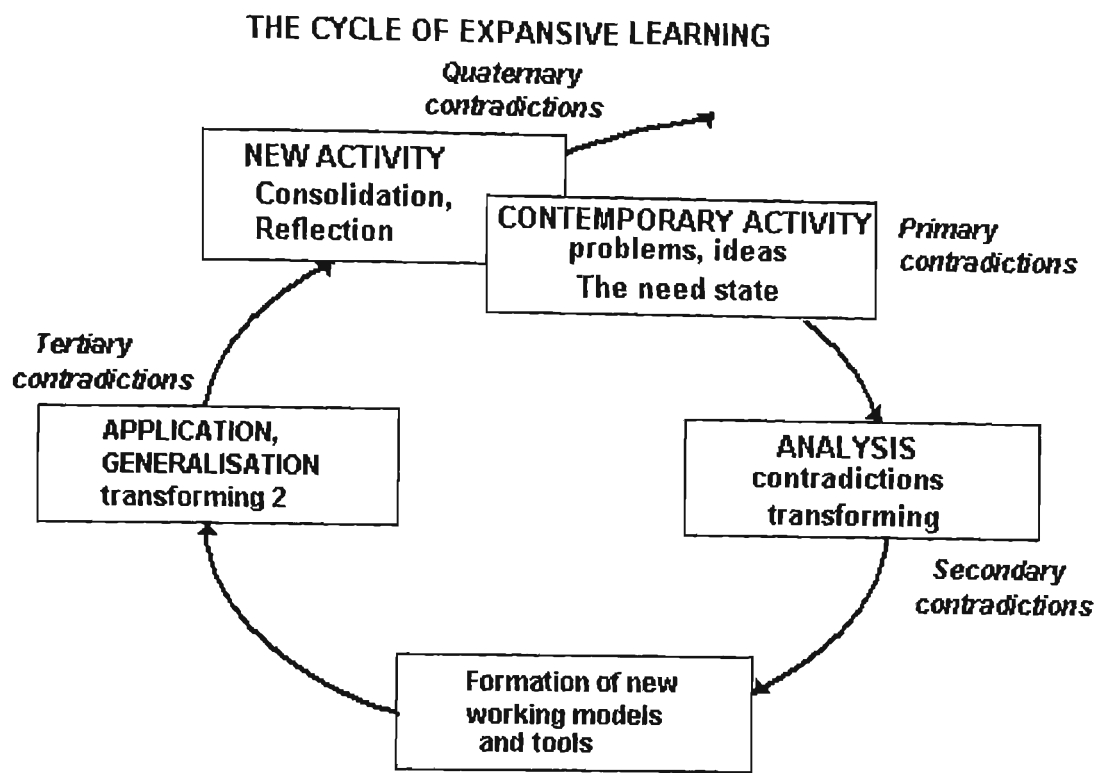 THE CYCLE OF EXPANSIVE LEARNING
Quaternary
contradictions
NEW ACTIVITY
Consolidation,
Reflection
CONTEMPORARY ACTIVITY
problems, ideas
The need state
Primary
contradictions
Tertiary
contradictions
APPLICATION,
GENERALISATION
transforming 2
ANALYSIS
contradictions
transforming
Secondary
contradictions
Formation of new
working models
and tools